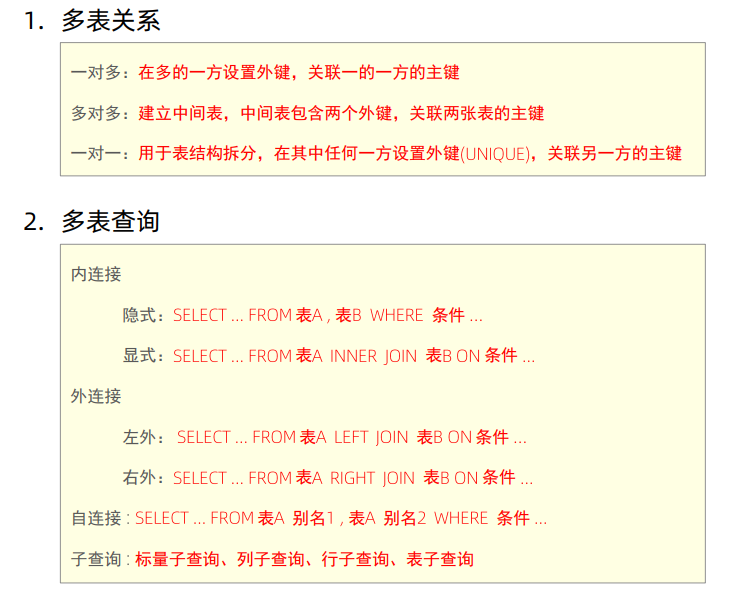 1. 多表关系
一对多：在多的一方设置外键，关联一的一方的主键
多对多：建立中间表，中间表包含两个外键，关联两张表的主键
一对一：用于表结构拆分，在其中任何一方设置外键(UNIQUE)，关联另一方的主键
2. 多表查询
内连接
隐式：SELECT ... FROM 表A , 表B WHERE 条件 ...
显式：SELECT ... FROM 表A INNER JOIN 表B ON 条件 ...
外连接
左外： SELECT ... FROM 表A LEFT JOIN 表B ON 条件 ...
右外：SELECT ... FROM 表A RIGHT JOIN 表B ON 条件 ...
自连接 : SELECT ... FROM 表A 别名1 , 表A 别名2 WHERE 条件 ...
子查询 : 标量子查询、列子查询、行子查询、表子查询